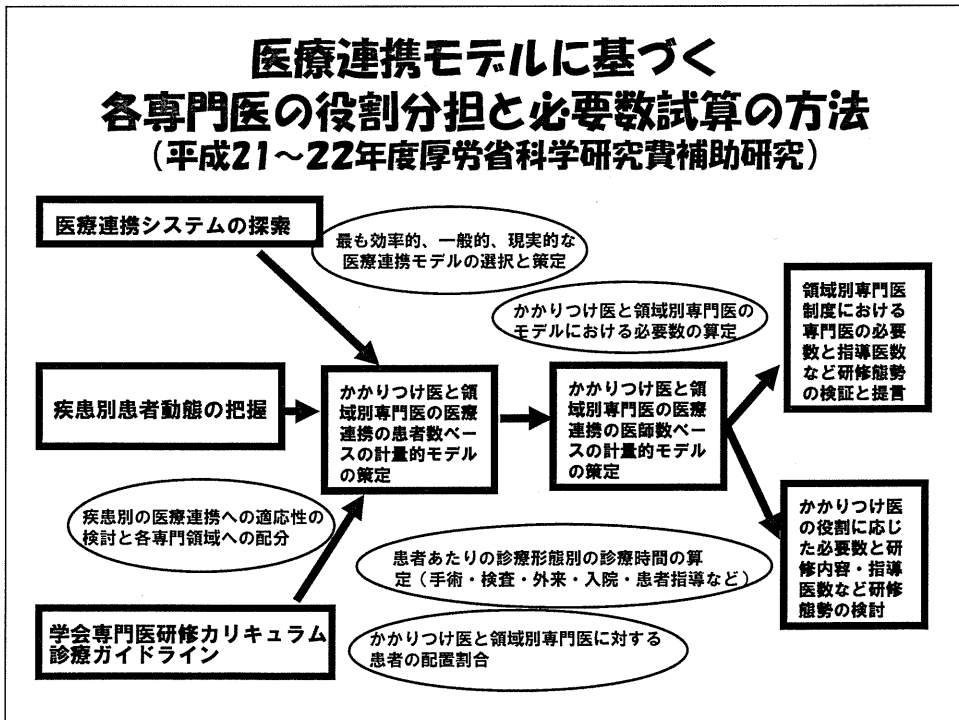 医療連携モデルに基づく
各専門医の役割分担と必要数試算の方法
(平成21～22年度厚労省科学研究費補助研究)
医療連携システムの探索
最も効率的、一般的、現実的な
医療連携モデルの選択と策定
かかりつけ医と領域別専門医の
モデルにおける必要数の算定
領域別専門医
制度における
専門医の必要
数と指導医数
など研修態勢
の検証と提言
疾患別患者動態の把握
かかりつけ医と領
域別専門医の医療
連携の患者数ベー
スの計量的モデル
の策定
かかりつけ医と領
域別専門医の医療
連携の医師数ベー
スの計量的モデル
の策定
疾患別の医療連携への適応性の
検討と各専門領域への配分
患者あたりの診療形態別の診療時間の算
定(手術・検査・外来・入院・患者指導など)
かかりつけ医
の役割に応じ
た必要数と研
修内容・指導
医数など研修
態勢の検討
学会専門医研修カリキュラム
診療ガイドライン
かかりつけ医と領域別専門医に対する
患者の配置割合